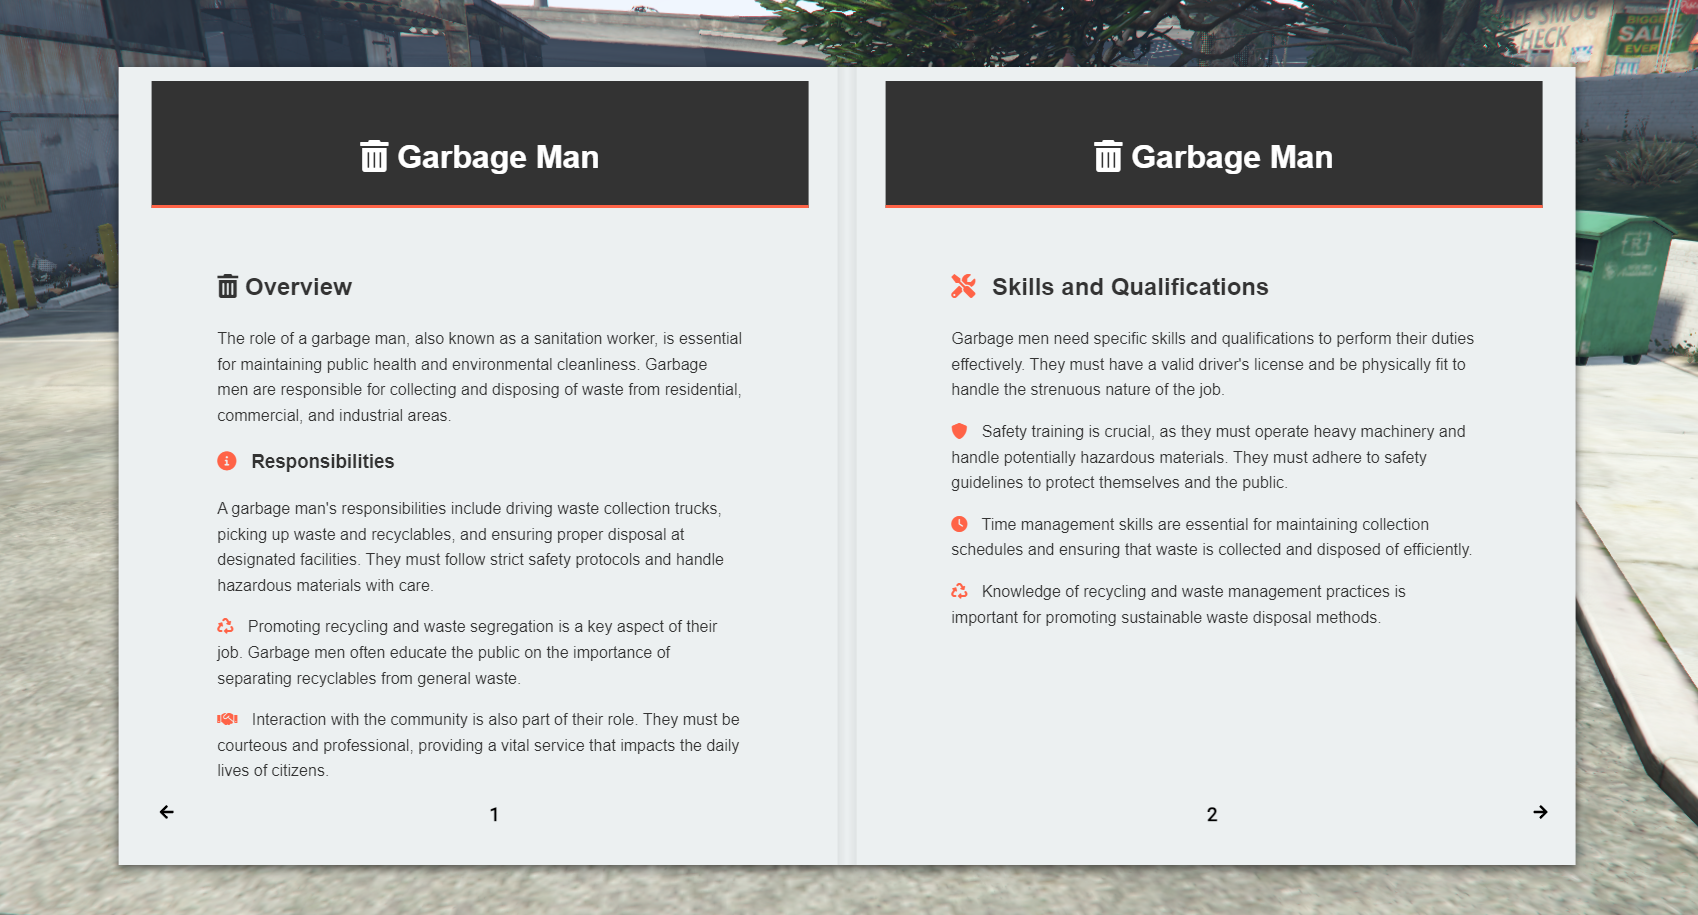 Garbage Man
Overview
The role of a garbage man, also known as a sanitation worker, is essential
for maintaining public health and environmental cleanliness. Garbage
men are responsible for collecting and disposing of waste from residential,
commercial, and industrial areas.
Responsibilities
A garbage man's responsibilities include driving waste collection trucks,
picking up waste and recyclables, and ensuring proper disposal at
designated facilities. They must follow strict safety protocols and handle
hazardous materials with care.
Promoting recycling and waste segregation is a key aspect of their
job. Garbage men often educate the public on the importance of
separating recyclables from general waste.
Interaction with the community is also part of their role. They must be
courteous and professional, providing a vital service that impacts the daily
lives of citizens.
1
Garbage Man
Skills and Qualifications
Garbage men need specific skills and qualifications to perform their duties
effectively. They must have a valid driver's license and be physically fit to
handle the strenuous nature of the job.
Safety training is crucial, as they must operate heavy machinery and
handle potentially hazardous materials. They must adhere to safety
guidelines to protect themselves and the public.
Time management skills are essential for maintaining collection
schedules and ensuring that waste is collected and disposed of efficiently.
Knowledge of recycling and waste management practices is
important for promoting sustainable waste disposal methods.
2
SMOG
CHECK
SALE
EVER